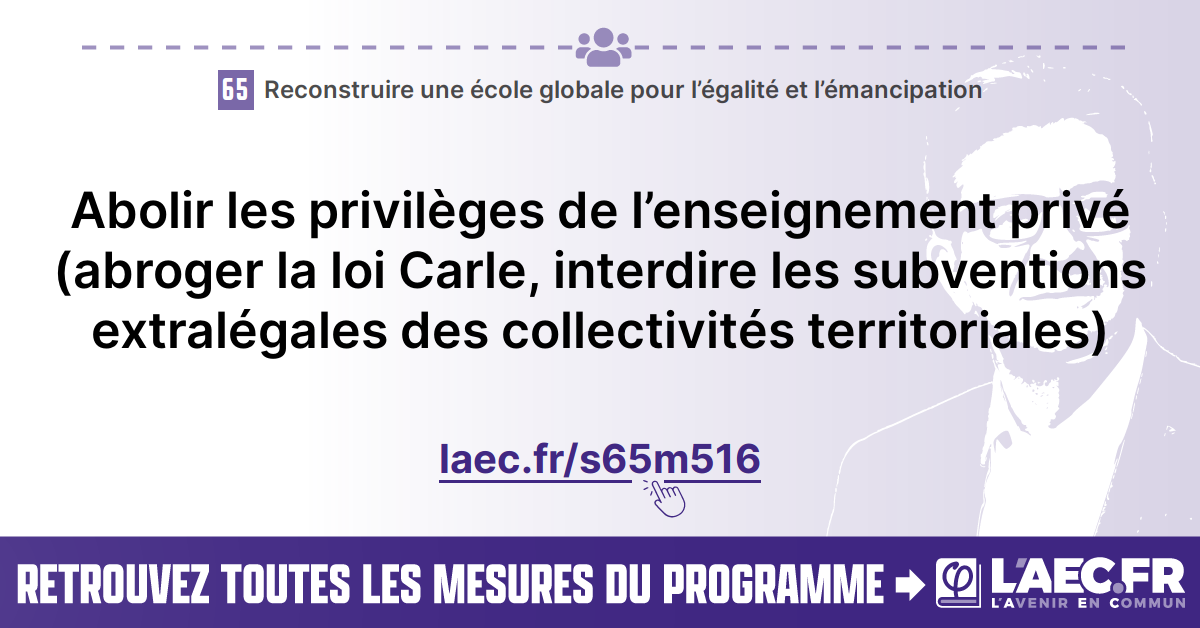 65 Reconstruire une école globale pour l’égalité et l’émancipation
Abolir les privilèges de l’enseignement privé
(abroger la loi Carle, interdire les subventions
extralégales des collectivités territoriales)
laec.fr/s65m516
RETROUVEZ TOUTES LES MESURES DU PROGRAMME
L'AEC.FR
L'AVENIR EN COMMUN